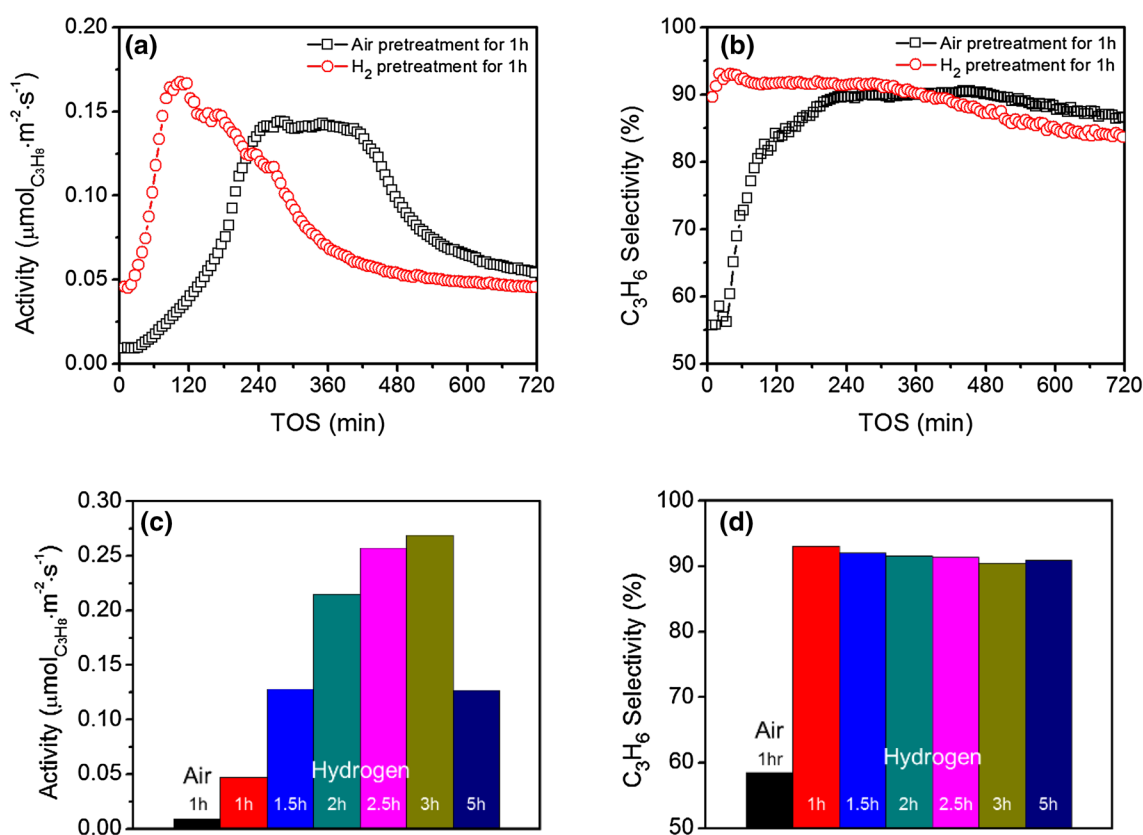 (a)
Air pretreatment for 1h
H2 pretreatment for 1h
Activity (μmolC3H8·m-2·s-1)
0.20
0.15
0.10
0.05
0.00
0 120 240 360 480 600 720
TOS (min)
(b)
Air pretreatment for 1h
H2 pretreatment for 1h
C3H6 Selectivity (%)
100
90
80
70
60
50
0 120 240 360 480 600 720
TOS (min)
(c)
Activity (μmolC3H8·m-2·s-1)
0.30
0.25
0.20
0.15
0.10
0.05
0.00
Air
Hydrogen
1h 1h 1.5h 2h 2.5h 3h 5h
(d)
C3H6 Selectivity (%)
100
90
80
70
60
50
Air
1hr
Hydrogen
1h 1.5h 2h 2.5h 3h 5h